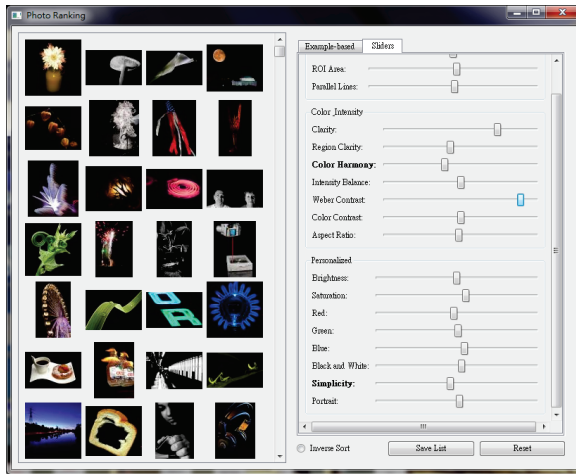 Photo Ranking
Example-based
Sliders
ROI Area:
Parallel Lines:
Color_Intensity
Clarity:
Region Clarity:
Color Harmony:
Intensity Balance:
Weber Contrast:
Color Contrast:
Aspect Ratio:
Personalized
Brightness:
Saturation:
Red:
Green:
Blue:
Black and White:
Simplicity:
Portrait:
Inverse Sort
Save List
Reset